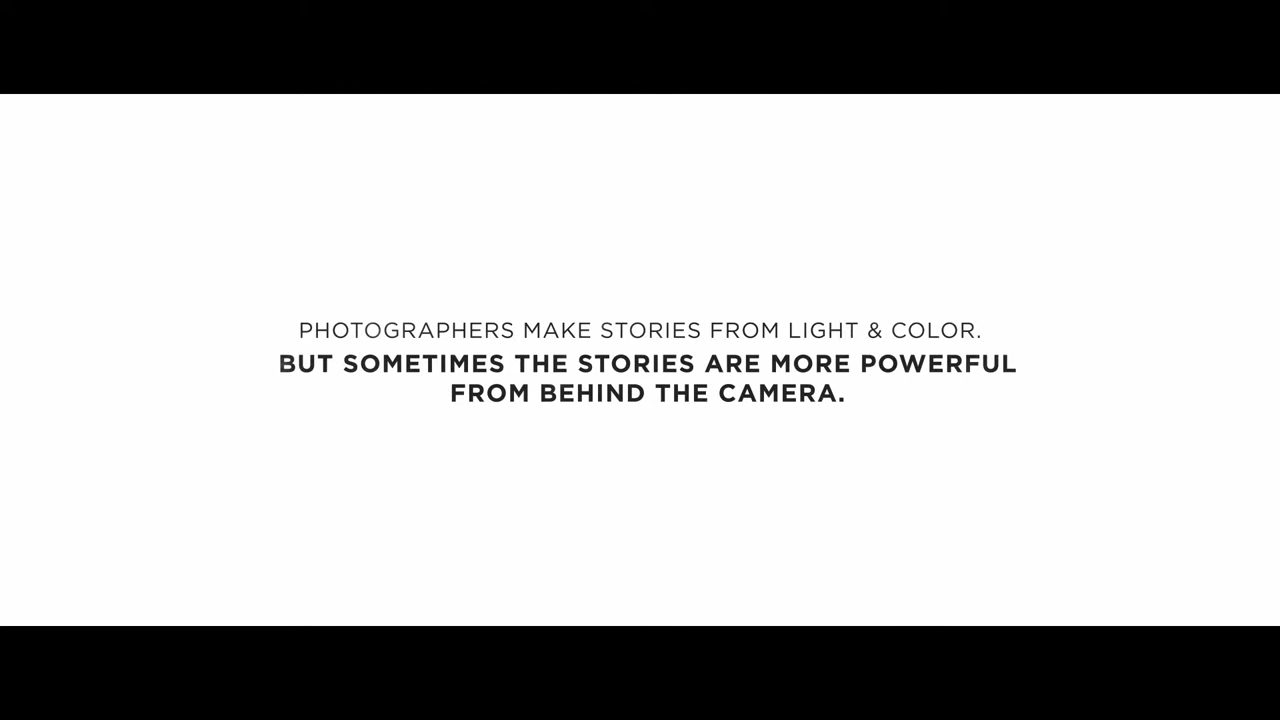 PHOTOGRAPHERS MAKE STORIES FROM LIGHT & COLOR.
BUT SOMETIMES THE STORIES ARE MORE POWERFUL
FROM BEHIND THE CAMERA.